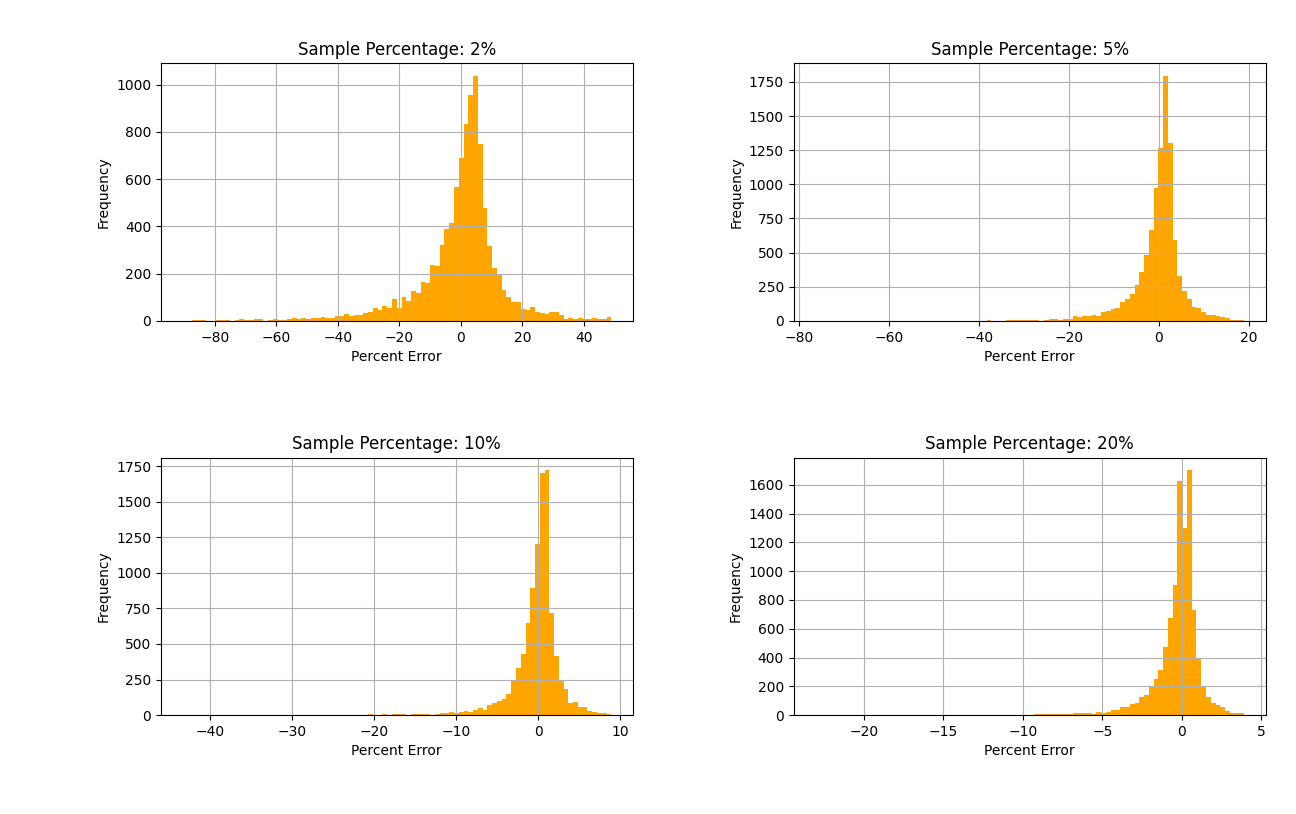 Sample Percentage: 2%
1000
800
600
400
200
0
Frequency
−80 −60 −40 −20 0 20 40
Percent Error
Sample Percentage: 5%
1750
1500
1250
1000
750
500
250
0
Frequency
−80 −60 −40 −20 0 20
Percent Error
Sample Percentage: 10%
1750
1500
1250
1000
750
500
250
0
Frequency
−40 −30 −20 −10 0 10
Percent Error
Sample Percentage: 20%
1600
1400
1200
1000
800
600
400
200
0
Frequency
−20 −15 −10 −5 0 5
Percent Error